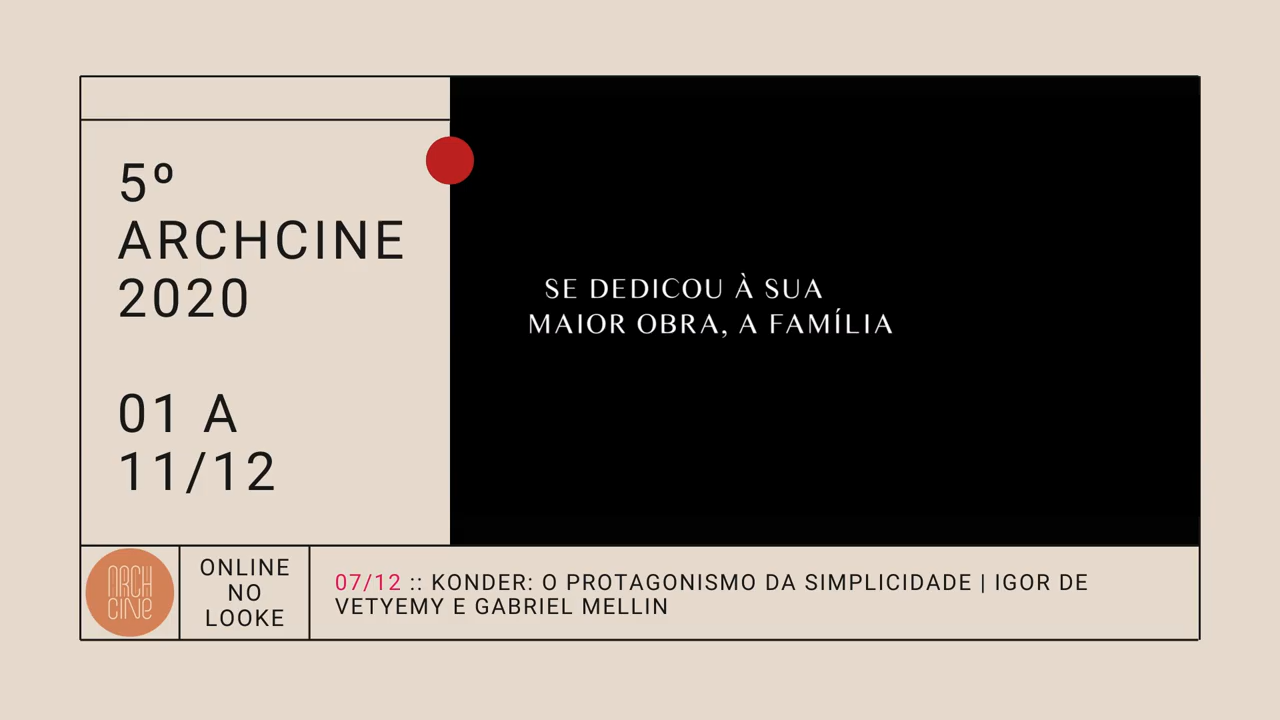 5º
ARCHCINE
2020
01 A
11/12
SE DEDICOU À SUA
MAIOR OBRA, A FAMÍLIA
ARCH
CINE
ONLINE
NO
LOOKE
07/12 :: KONDER: O PROTAGONISMO DA SIMPLICIDADE | IGOR DE
VETYEMY E GABRIEL MELLIN